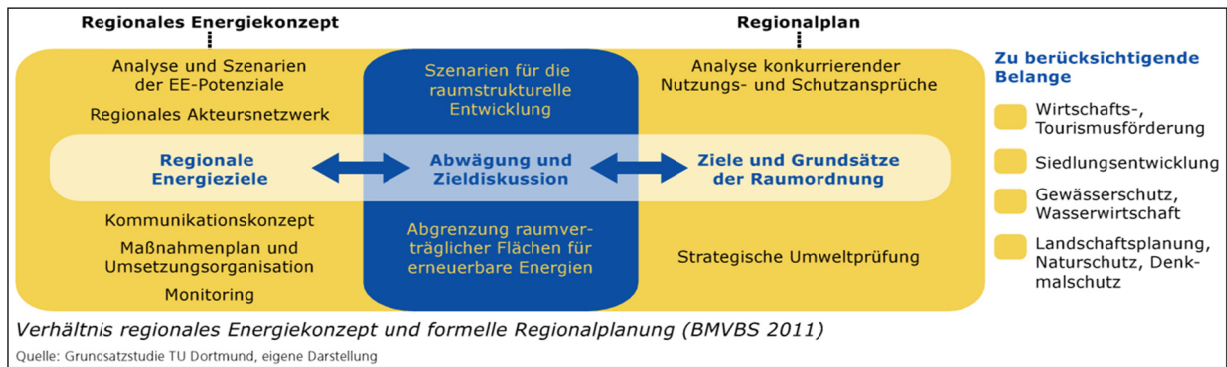 Regionales Energiekonzept
Regionalplan
Analyse und Szenarien
der EE-Potenziale
Regionales Akteursnetzwerk
Szenarien für die
raumstrukturelle
Entwicklung
Analyse konkurrierender
Nutzungs- und Schutzansprüche
Regionale
Energieziele
Abwägung und
Zieldiskussion
Ziele und Grundsätze
der Raumordnung
Kommunikationskonzept
Maßnahmenplan und
Umsetzungsorganisation
Monitoring
Abgrenzung raumver-
träglicher Flächen für
erneuerbare Energien
Strategische Umweltprüfung
Zu berücksichtigende
Belange
Wirtschafts-,
Tourismusförderung
Siedlungsentwicklung
Gewässerschutz,
Wasserwirtschaft
Landschaftsplanung,
Naturschutz, Denk-
malschutz
Verhältnis regionales Energiekonzept und formelle Regionalplanung (BMVBS 2011)
Quelle: Gruncsatzstudie TU Dortmund, eigene Darstellung